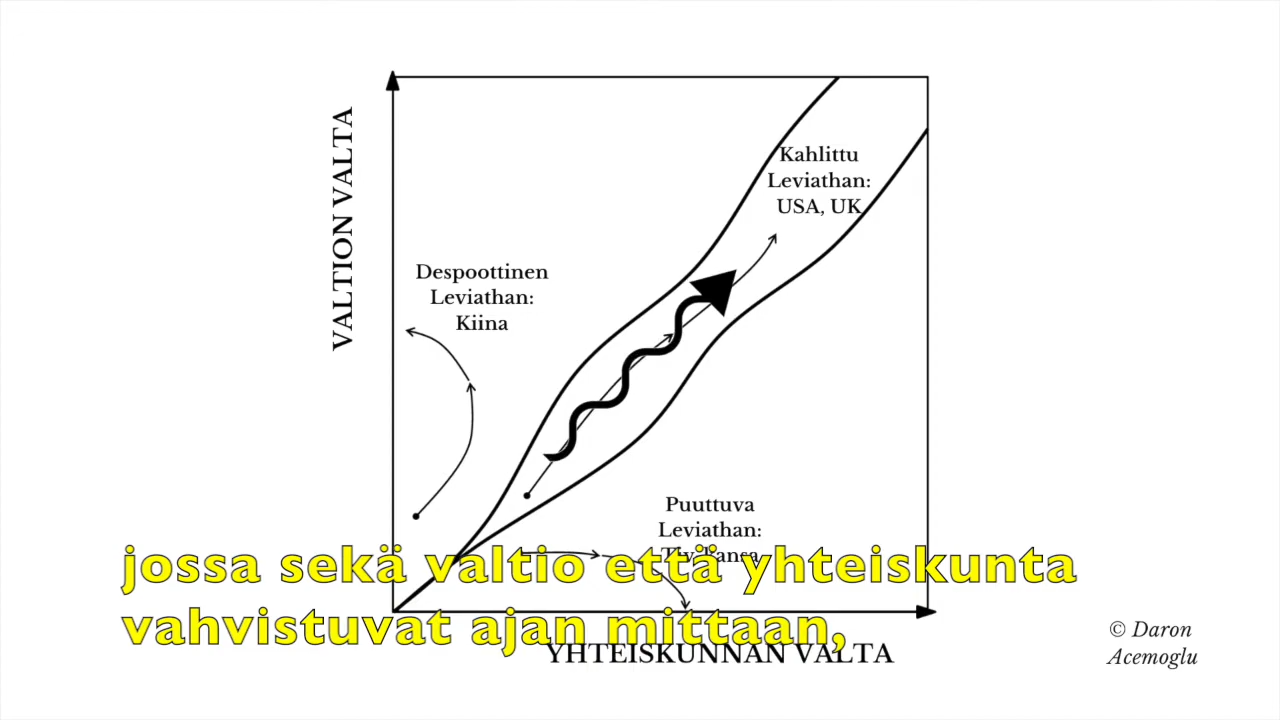 VALTION VALTA
Kahlittu
Leviathan:
USA, UK
Despoottinen
Leviathan:
Kiina
Puuttuva
Leviathan:
jossa sekä valtio että yhteiskunta
vahvistuvat ajan mittaan,
YHTEISKUNNAN VALTA
© Daron
Acemoglu